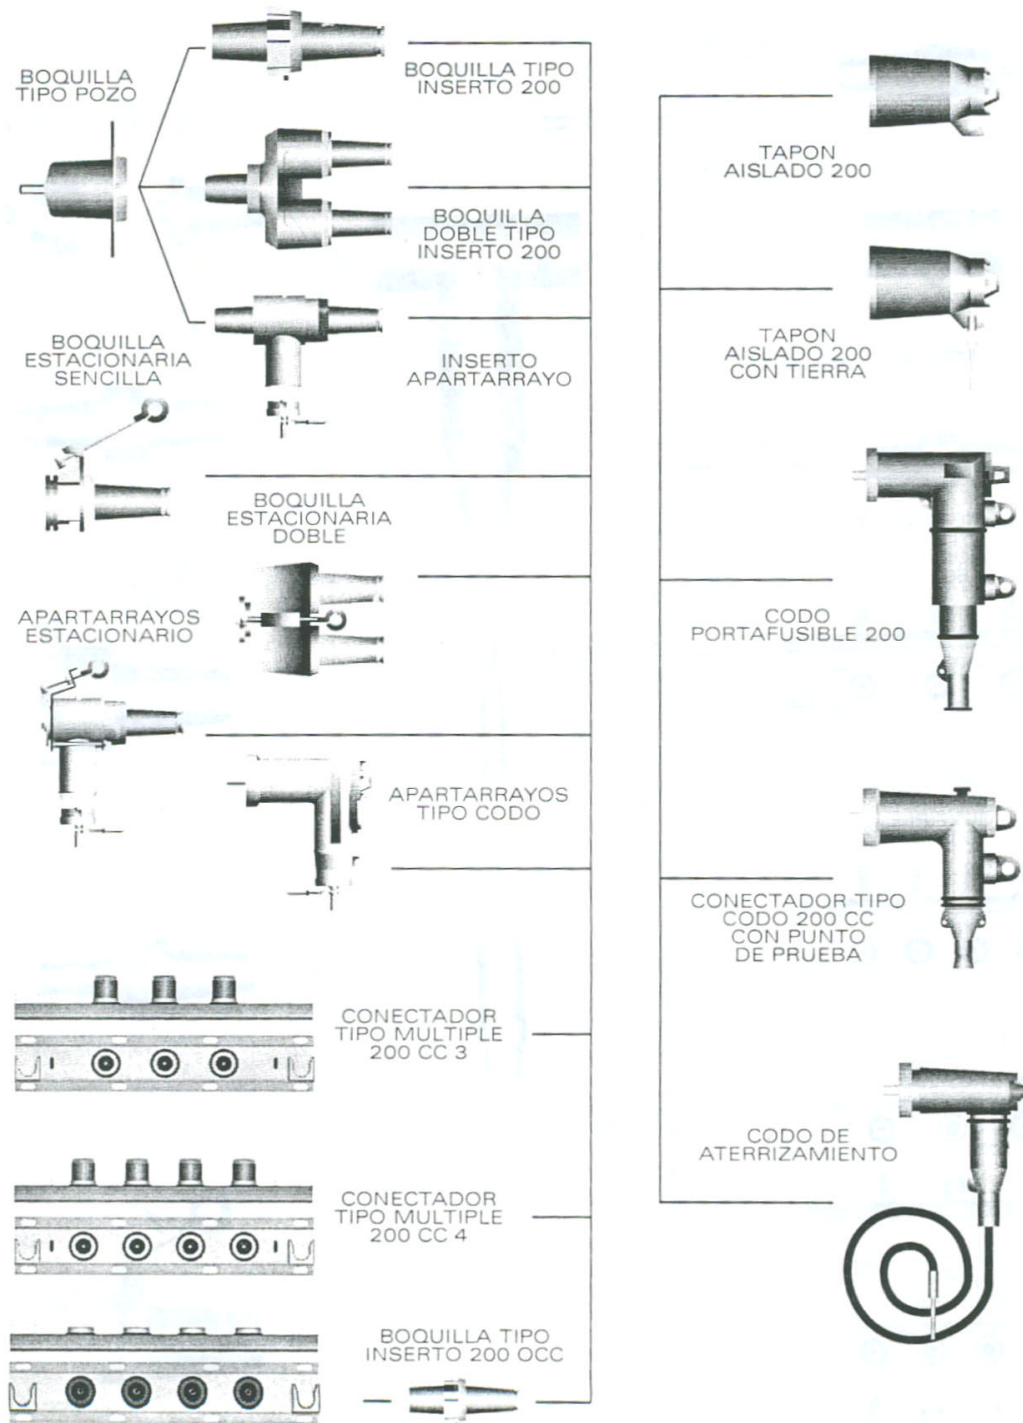 BOQUILLA
TIPO POZO
BOQUILLA TIPO
INSERTO 200
BOQUILLA
DOBLE TIPO
INSERTO 200
BOQUILLA
ESTACIONARIA
SENCILLA
INSERTO
APARTARRAYO
BOQUILLA
ESTACIONARIA
DOBLE
APARTARRAYOS
ESTACIONARIO
APARTARRAYOS
TIPO CODO
CONECTADOR
TIPO MULTIPLE
200 CC 3
CONECTADOR
TIPO MULTIPLE
200 CC 4
BOQUILLA TIPO
INSERTO 200 OCC
TAPON
AISLADO 200
TAPON
AISLADO 200
CON TIERRA
CODO
PORTAFUSIBLE 200
CONECTADOR TIPO
CODO 200 CC
CON PUNTO
DE PRUEBA
CODO DE
ATERRIZAMIENTO